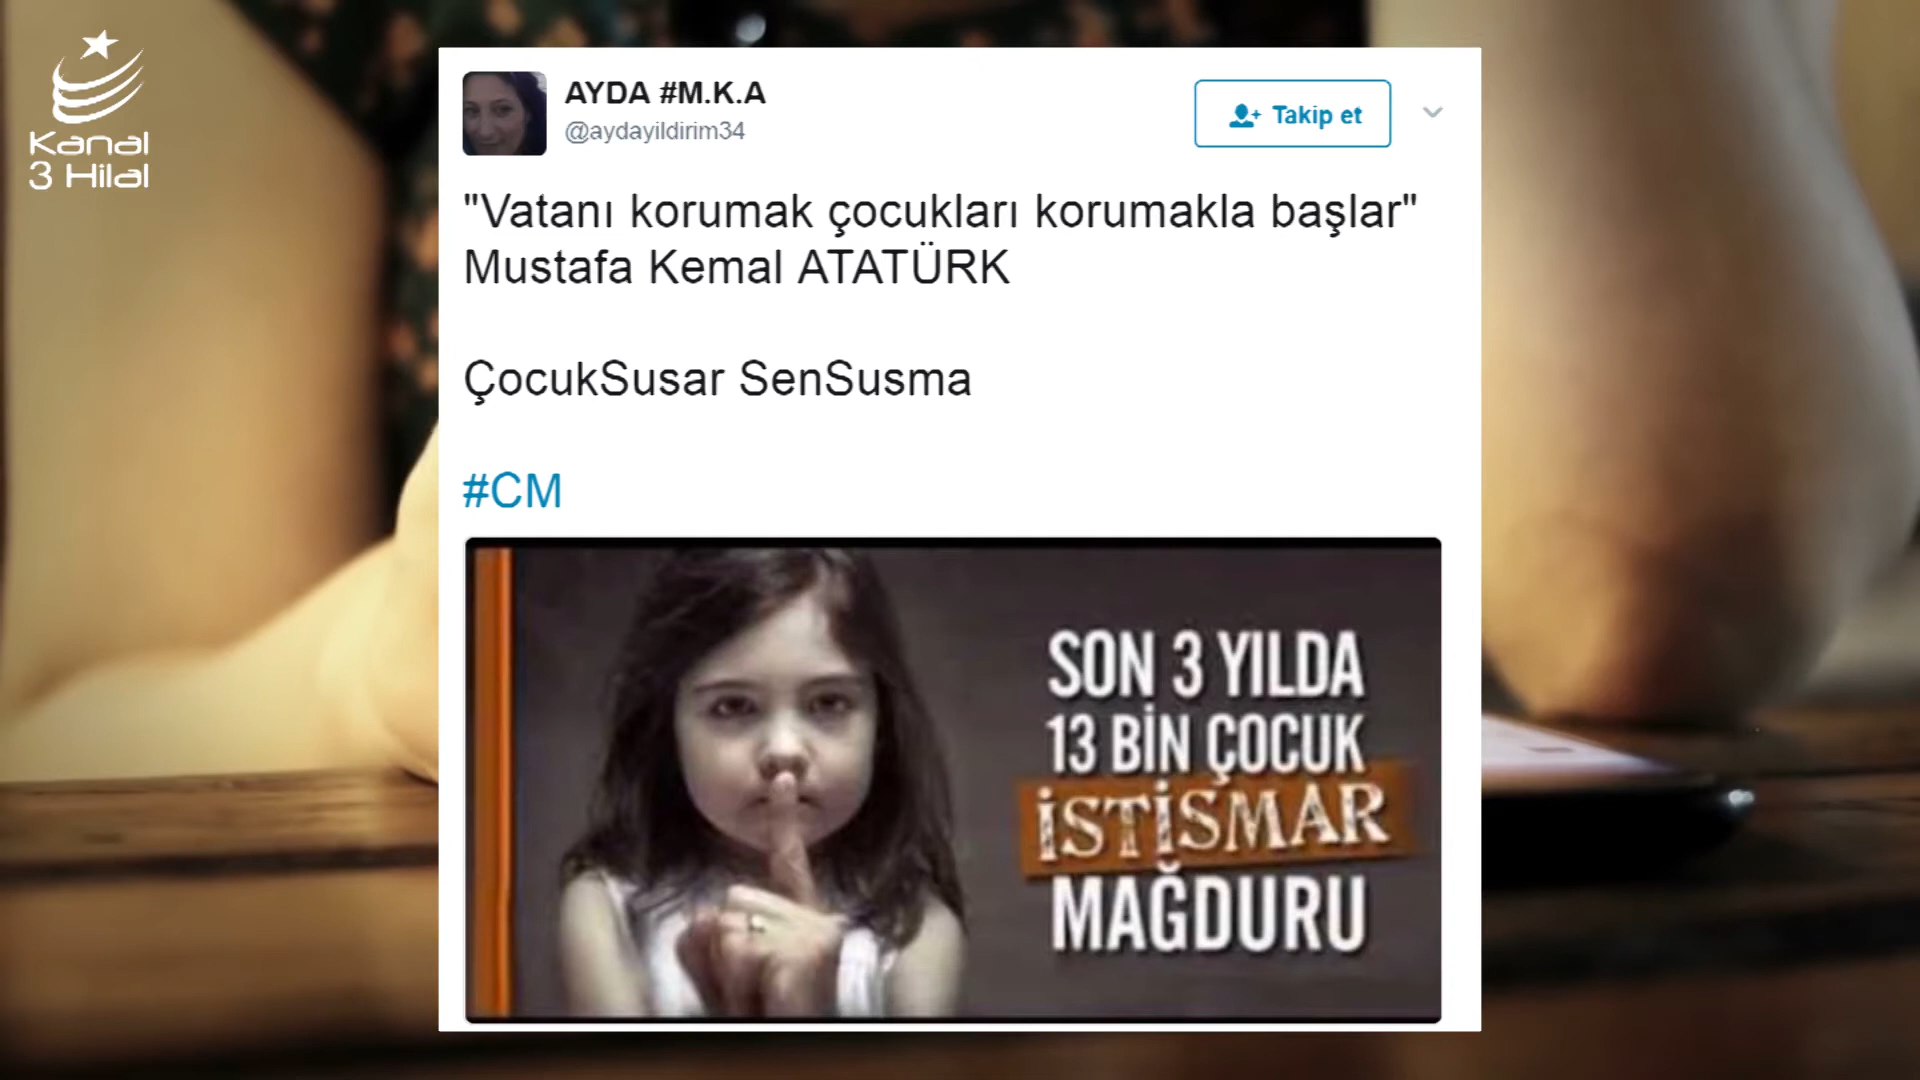 Kanal
3 Hilal
AYDA #M.K.A
@aydayildirim34
Takip et
"Vatanı korumak çocukları korumakla başlar"
Mustafa Kemal ATATÜRK
ÇocukSusar SenSusma
#CM
SON 3 YILDA
13 BİN ÇOCUK
İSTİSMAR
MAĞDURU